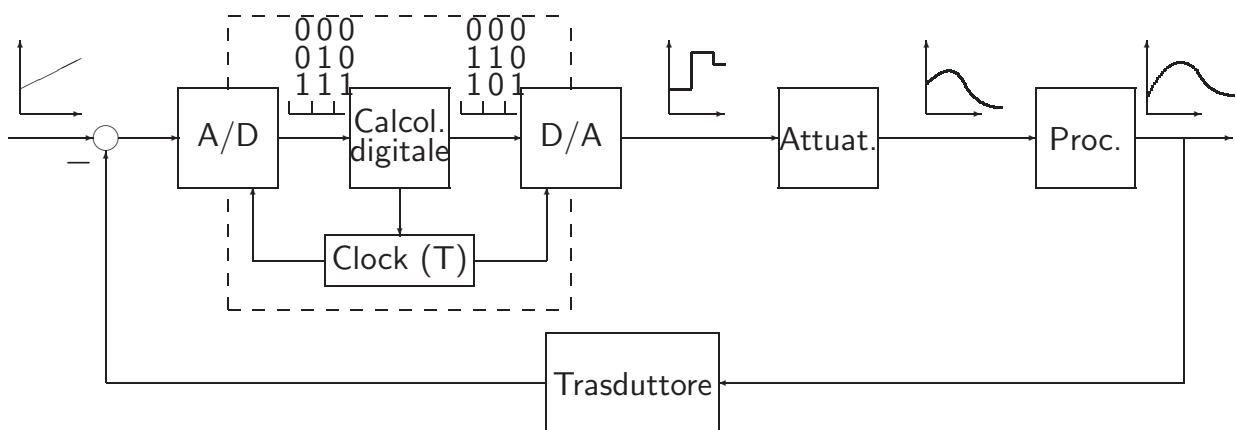 000
010
111
000
110
101
A/D
Calcol.
digitale
D/A
Attuat.
Proc.
−
Clock (T)
Trasduttore